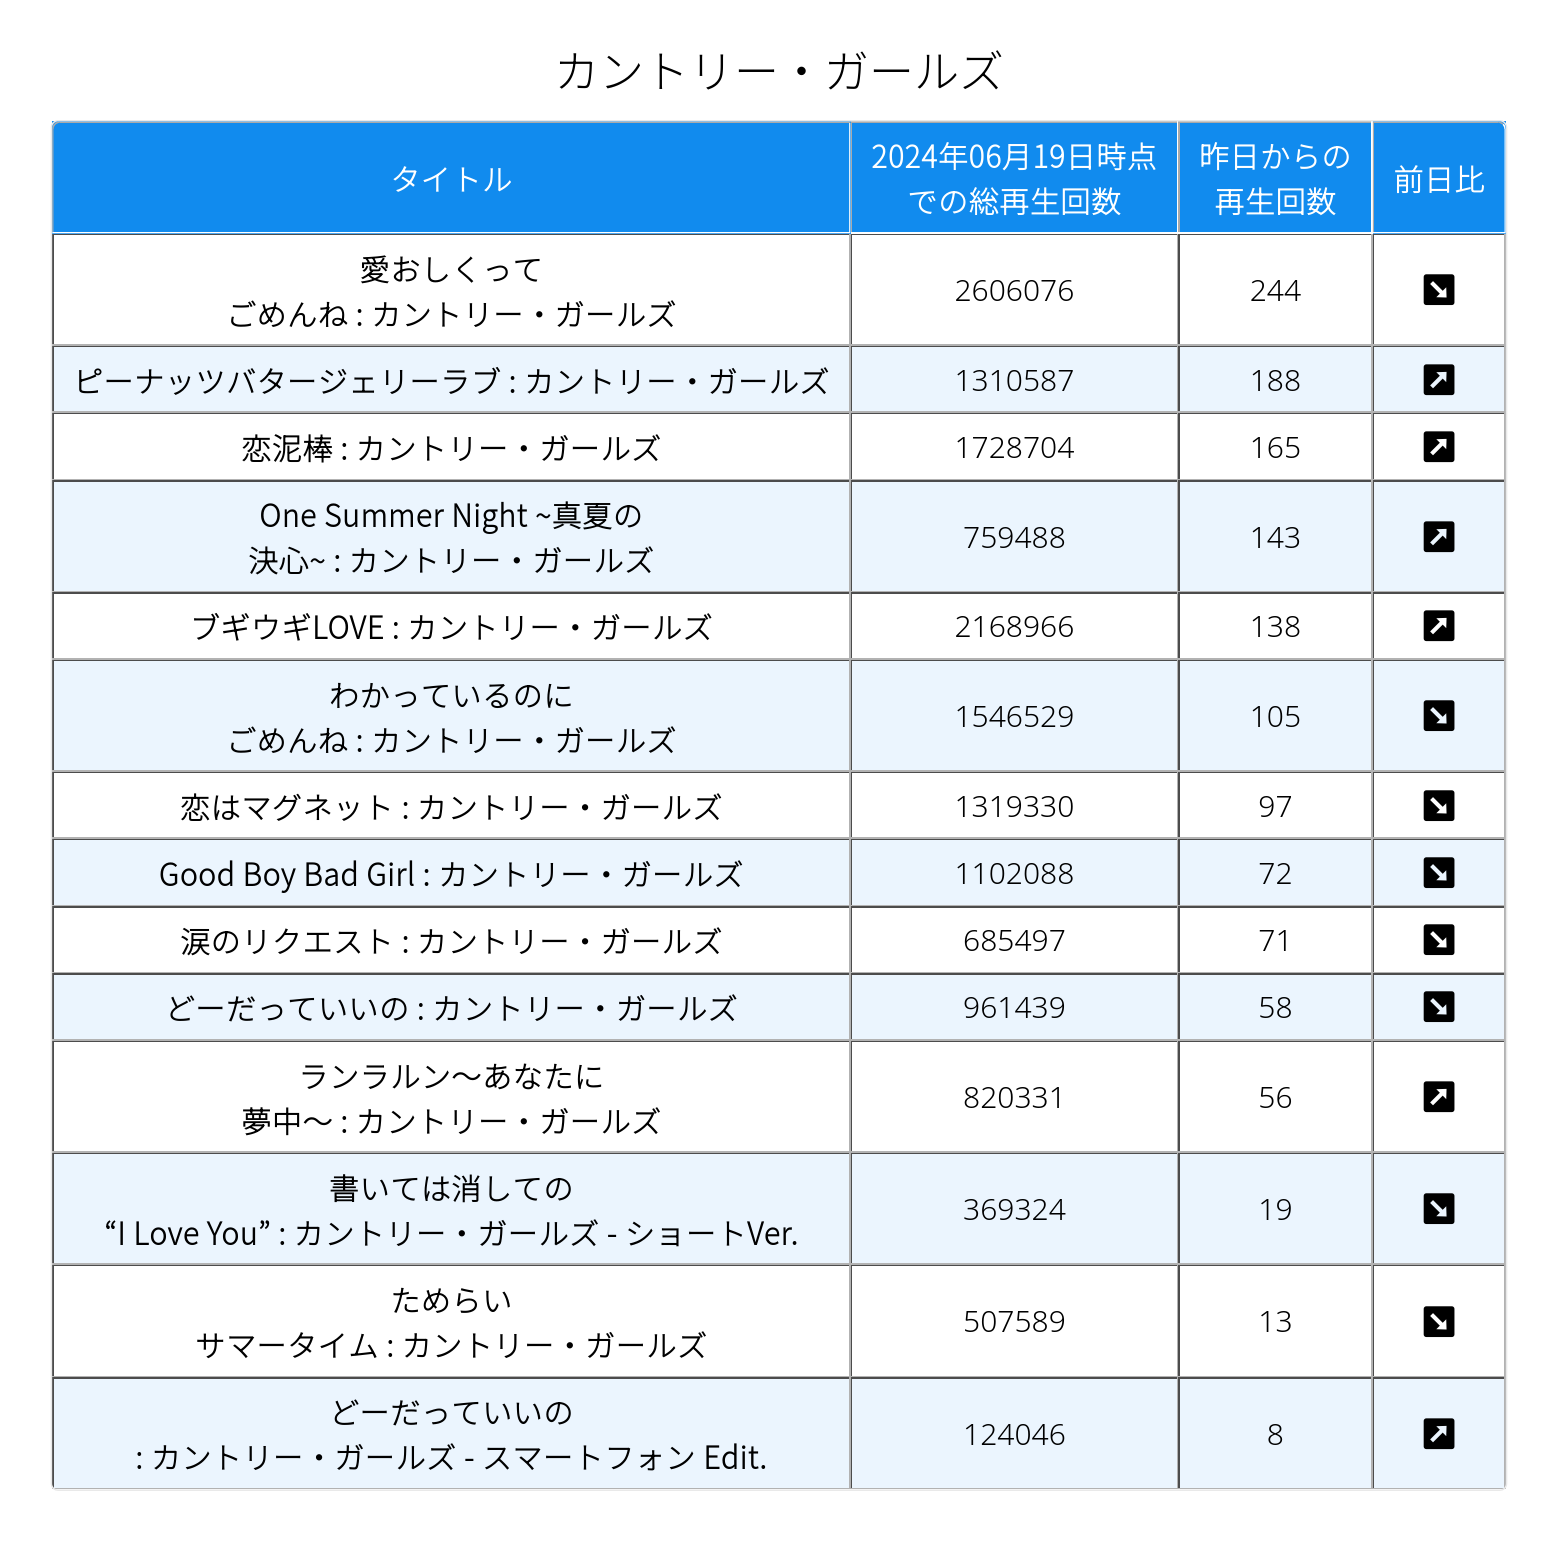 カントリー・ガールズ
タイトル
2024年06月19日時点
での総再生回数
昨日からの
再生回数
前日比
愛おしくって
ごめんね : カントリー・ガールズ
2606076
244
ピーナッツバタージェリーラブ : カントリー・ガールズ
1310587
188
恋泥棒 : カントリー・ガールズ
1728704
165
One Summer Night ~真夏の
決心~ : カントリー・ガールズ
759488
143
ブギウギLOVE : カントリー・ガールズ
2168966
138
わかっているのに
ごめんね : カントリー・ガールズ
1546529
105
恋はマグネット : カントリー・ガールズ
1319330
97
Good Boy Bad Girl : カントリー・ガールズ
1102088
72
涙のリクエスト : カントリー・ガールズ
685497
71
どーだっていいの : カントリー・ガールズ
961439
58
ランラルン～あなたに
夢中～ : カントリー・ガールズ
820331
56
書いては消しての
“I Love You” : カントリー・ガールズ - ショートVer.
369324
19
ためらい
サマータイム : カントリー・ガールズ
507589
13
どーだっていいの
: カントリー・ガールズ - スマートフォン Edit.
124046
8